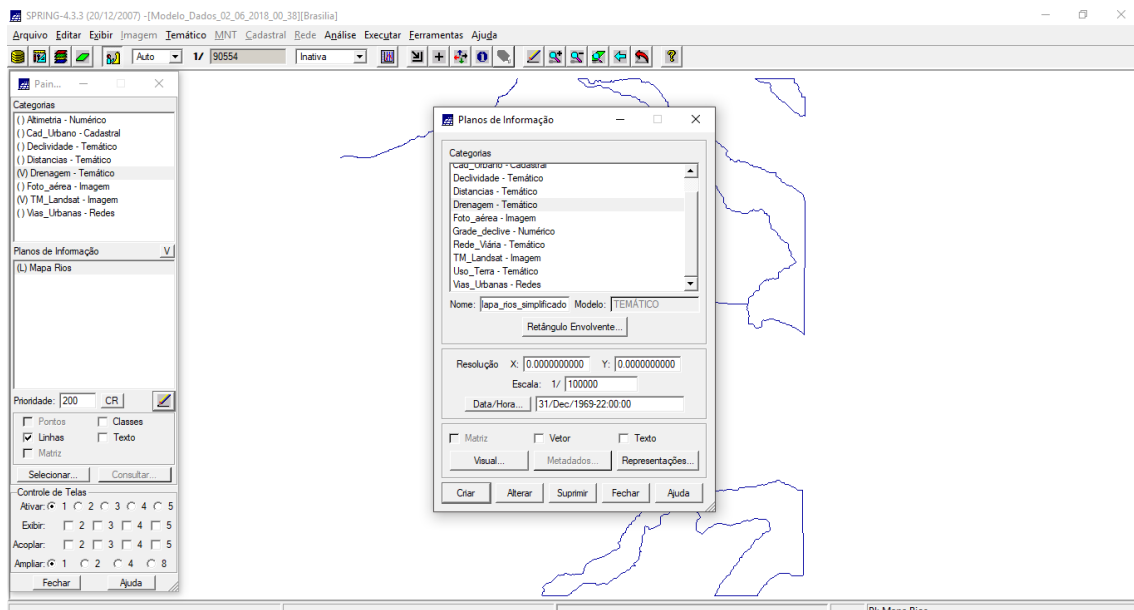 SPRING-4.3.3 (20/12/2007) -[Modelo_Dados_02_06_2018_00_38][Brasilia]
Arquivo Editar Exibir Imagem Temático MNT Cadastral Rede Análise Executar Ferramentas Ajuda
Auto 1/ 90554 Inativa
Pain...
Categorias
( ) Altimetria - Numérico
( ) Cad_Urbano - Cadastral
( ) Declividade - Temático
( ) Distancias - Temático
(V) Drenagem - Temático
( ) Foto_aérea - Imagem
(V) TM_Landsat - Imagem
( ) Vias_Urbanas - Redes
Planos de Informação V
(L) Mapa Rios
Prioridade: 200 CR
Pontos Classes
Linhas Texto
Matriz
Selecionar... Consultar...
Controle de Telas
Ativar: 1 2 3 4 5
Exibir: 2 3 4 5
Acoplar: 2 3 4 5
Ampliar: 1 2 4 8
Fechar Ajuda
Planos de Informação
Categorias
Cad_Urbano - Cadastral
Declividade - Temático
Distancias - Temático
Drenagem - Temático
Foto_aérea - Imagem
Grade_declive - Numérico
Rede_Viária - Temático
TM_Landsat - Imagem
Uso_Terra - Temático
Vias_Urbanas - Redes
Nome: lapa_rios_simplificado Modelo: TEMÁTICO
Retângulo Envolvente...
Resolução X: 0.0000000000 Y: 0.0000000000
Escala: 1/ 100000
Data/Hora... 31/Dec/1969-22:00:00
Matriz Vetor Texto
Visual... Metadados... Representações...
Criar Alterar Suprimir Fechar Ajuda
PI: Mapa Rios